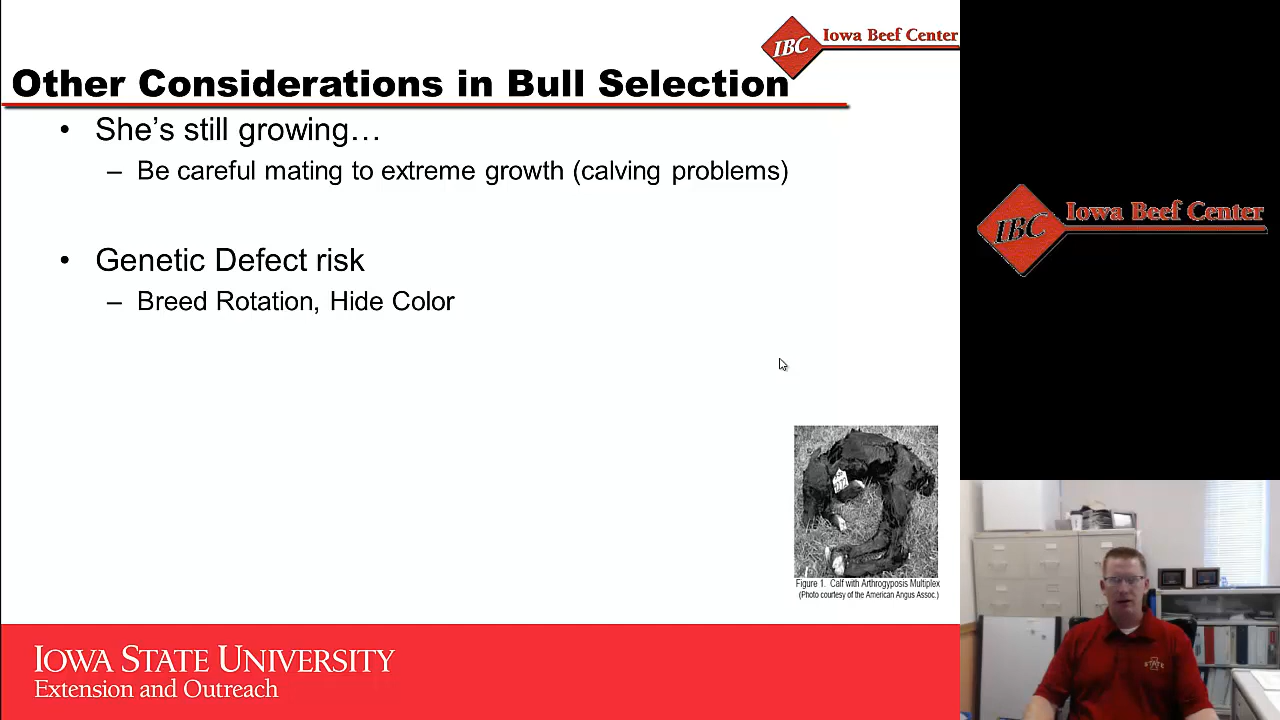 IBC Iowa Beef Center
Other Considerations in Bull Selection
• She's still growing…
– Be careful mating to extreme growth (calving problems)
• Genetic Defect risk
– Breed Rotation, Hide Color
Figure 1. Calf with Arthrogyposis Multiplex
(Photo courtesy of the American Angus Assoc.)
IOWA STATE UNIVERSITY
Extension and Outreach
IBC Iowa Beef Center
STATE